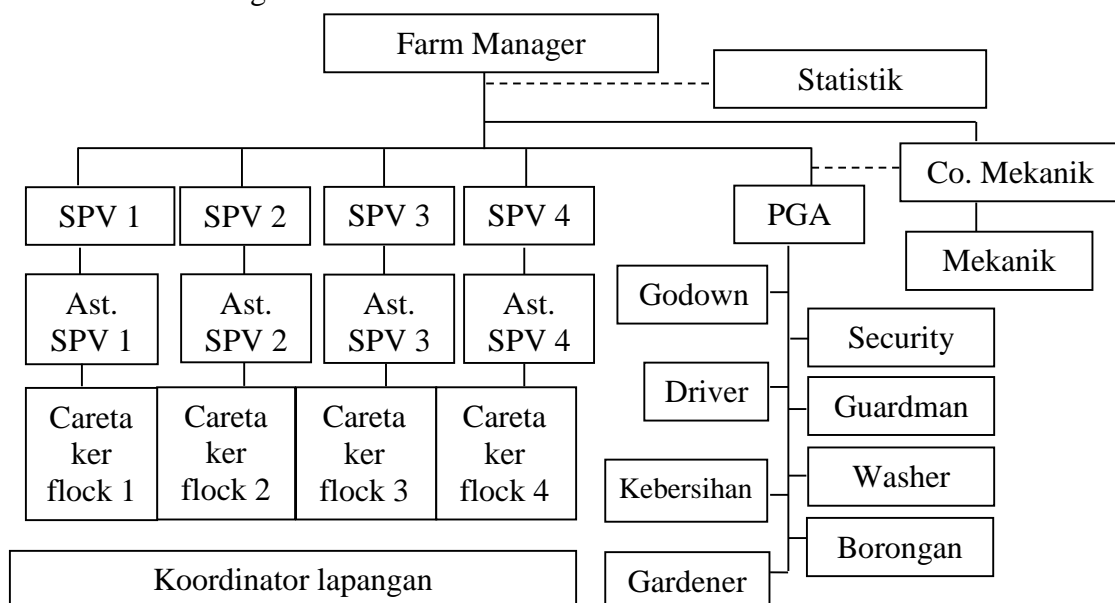 Farm Manager
Statistik
Co. Mekanik
SPV 1
SPV 2
SPV 3
SPV 4
PGA
Mekanik
Godown
Ast.
SPV 1
Ast.
SPV 2
Ast.
SPV 3
Ast.
SPV 4
Security
Driver
Guardman
Careta
ker
flock 1
Careta
ker
flock 2
Careta
ker
flock 3
Careta
ker
flock 4
Washer
Kebersihan
Borongan
Koordinator lapangan
Gardener